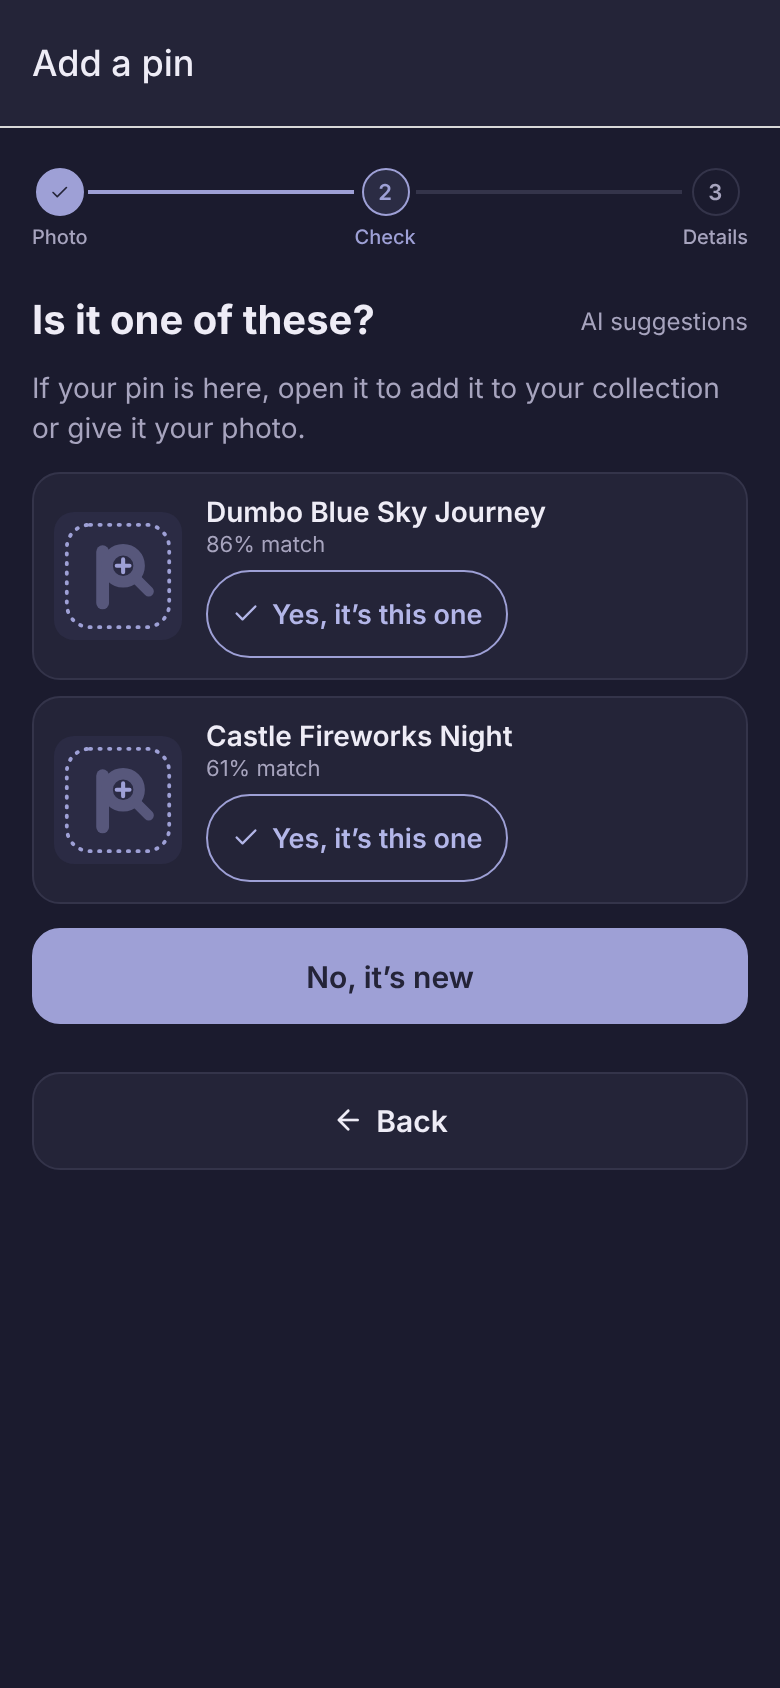 Add a pin
2
3
Photo
Check
Details
Is it one of these?
AI suggestions
If your pin is here, open it to add it to your collection
or give it your photo.
Dumbo Blue Sky Journey
86% match
Yes, it’s this one
Castle Fireworks Night
61% match
Yes, it’s this one
No, it’s new
Back